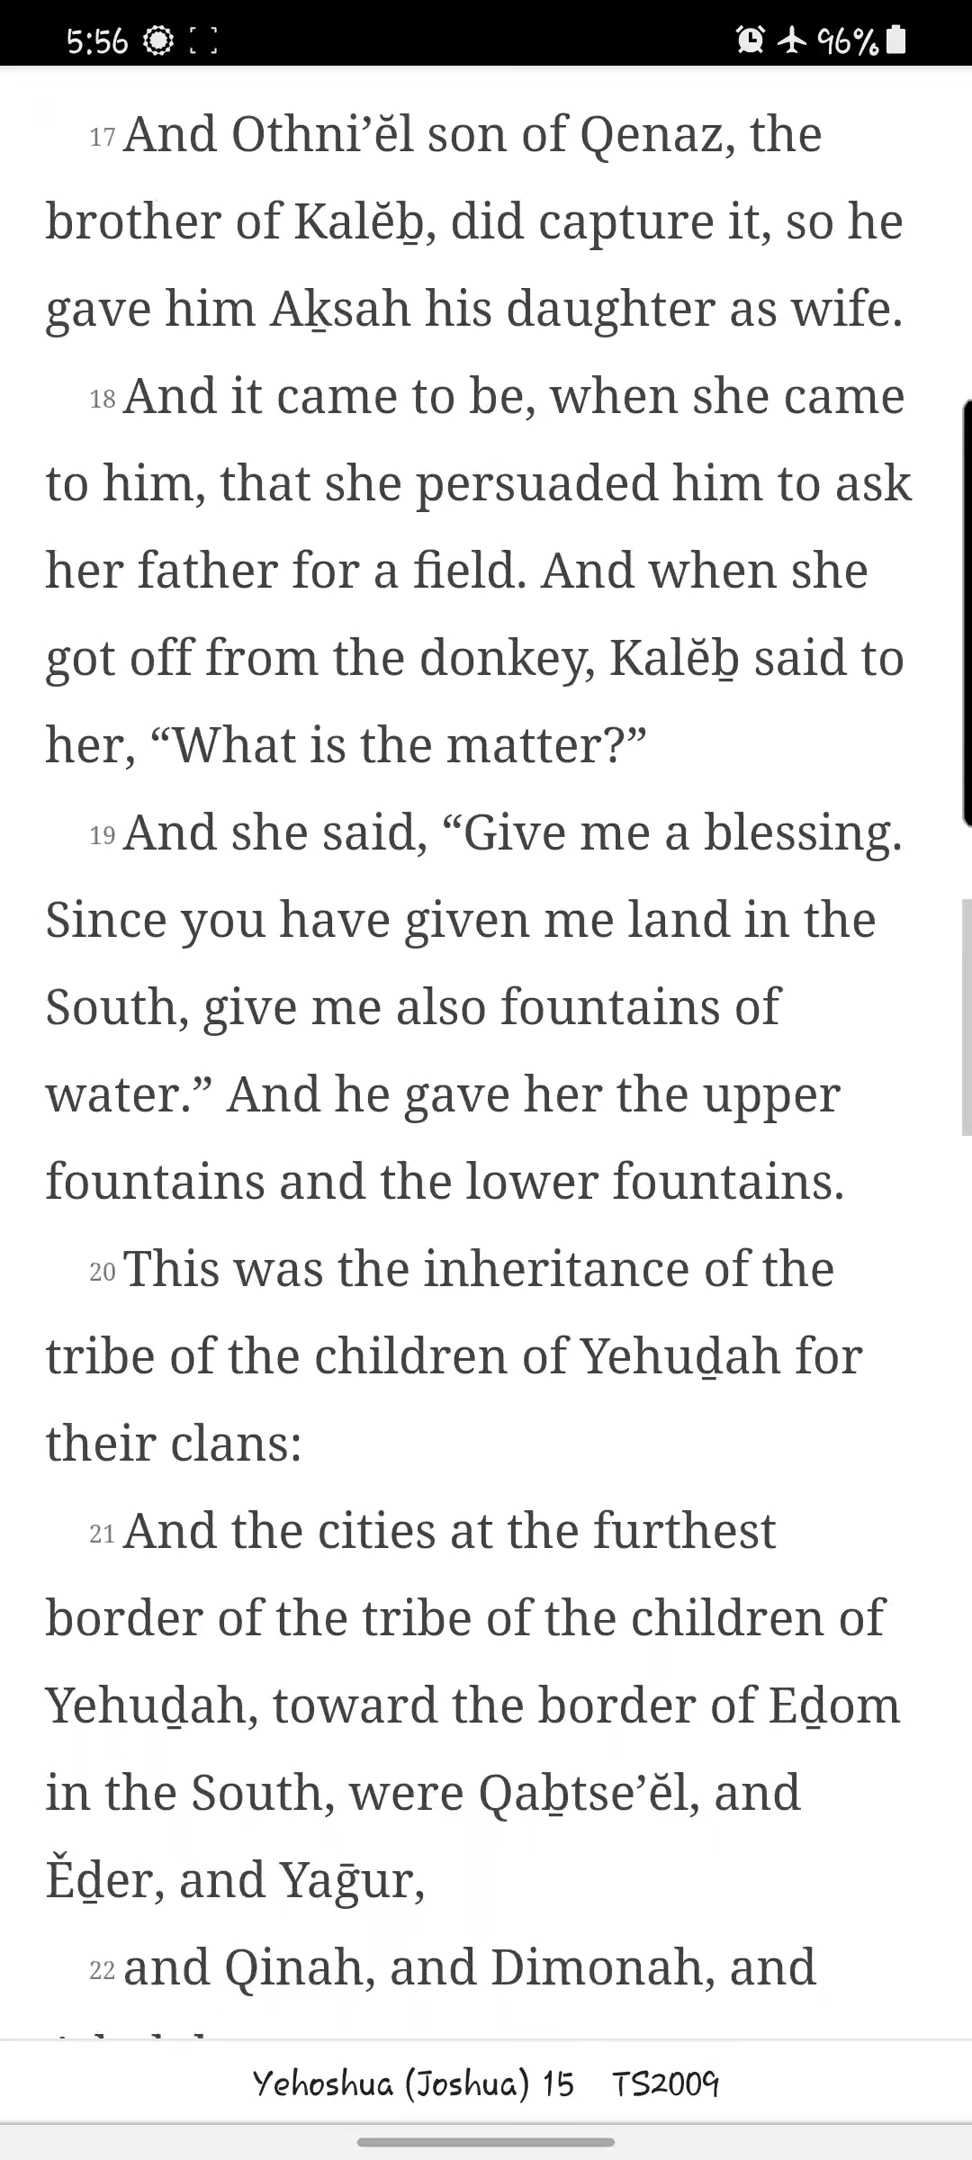 5:56 96%
17 And Othni’ĕl son of Qenaz, the
brother of Kalĕḇ, did capture it, so he
gave him Aḵsah his daughter as wife.
18 And it came to be, when she came
to him, that she persuaded him to ask
her father for a field. And when she
got off from the donkey, Kalĕḇ said to
her, “What is the matter?”
19 And she said, “Give me a blessing.
Since you have given me land in the
South, give me also fountains of
water.” And he gave her the upper
fountains and the lower fountains.
20 This was the inheritance of the
tribe of the children of Yehuḏah for
their clans:
21 And the cities at the furthest
border of the tribe of the children of
Yehuḏah, toward the border of Eḏom
in the South, were Qaḇtse’ĕl, and
Ěḏer, and Yaḡur,
22 and Qinah, and Dimonah, and
Yehoshua (Joshua) 15 TS2009